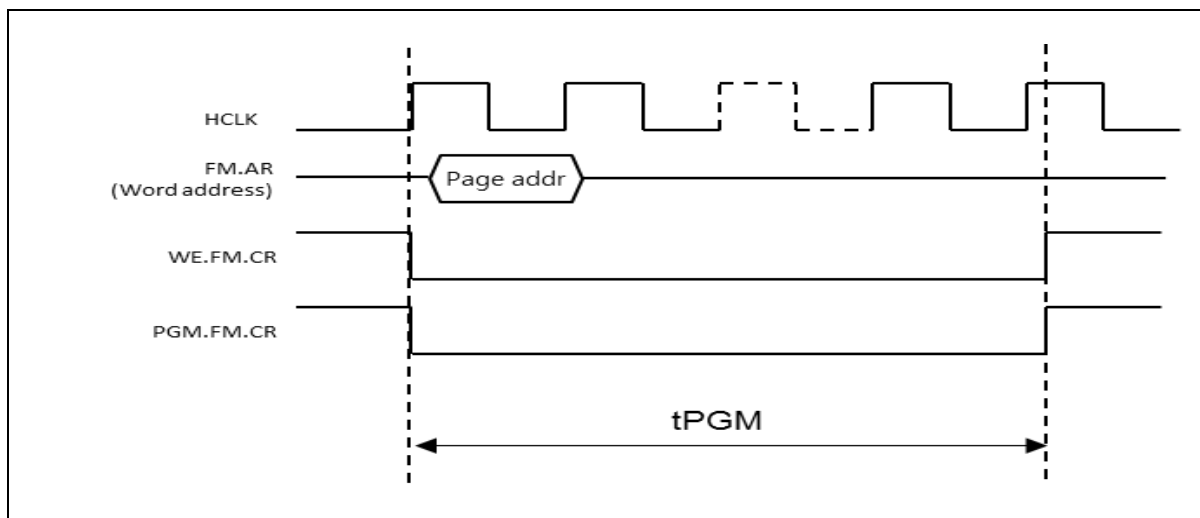 HCLK
FM.AR
(Word address)
Page addr
WE.FM.CR
PGM.FM.CR
tPGM